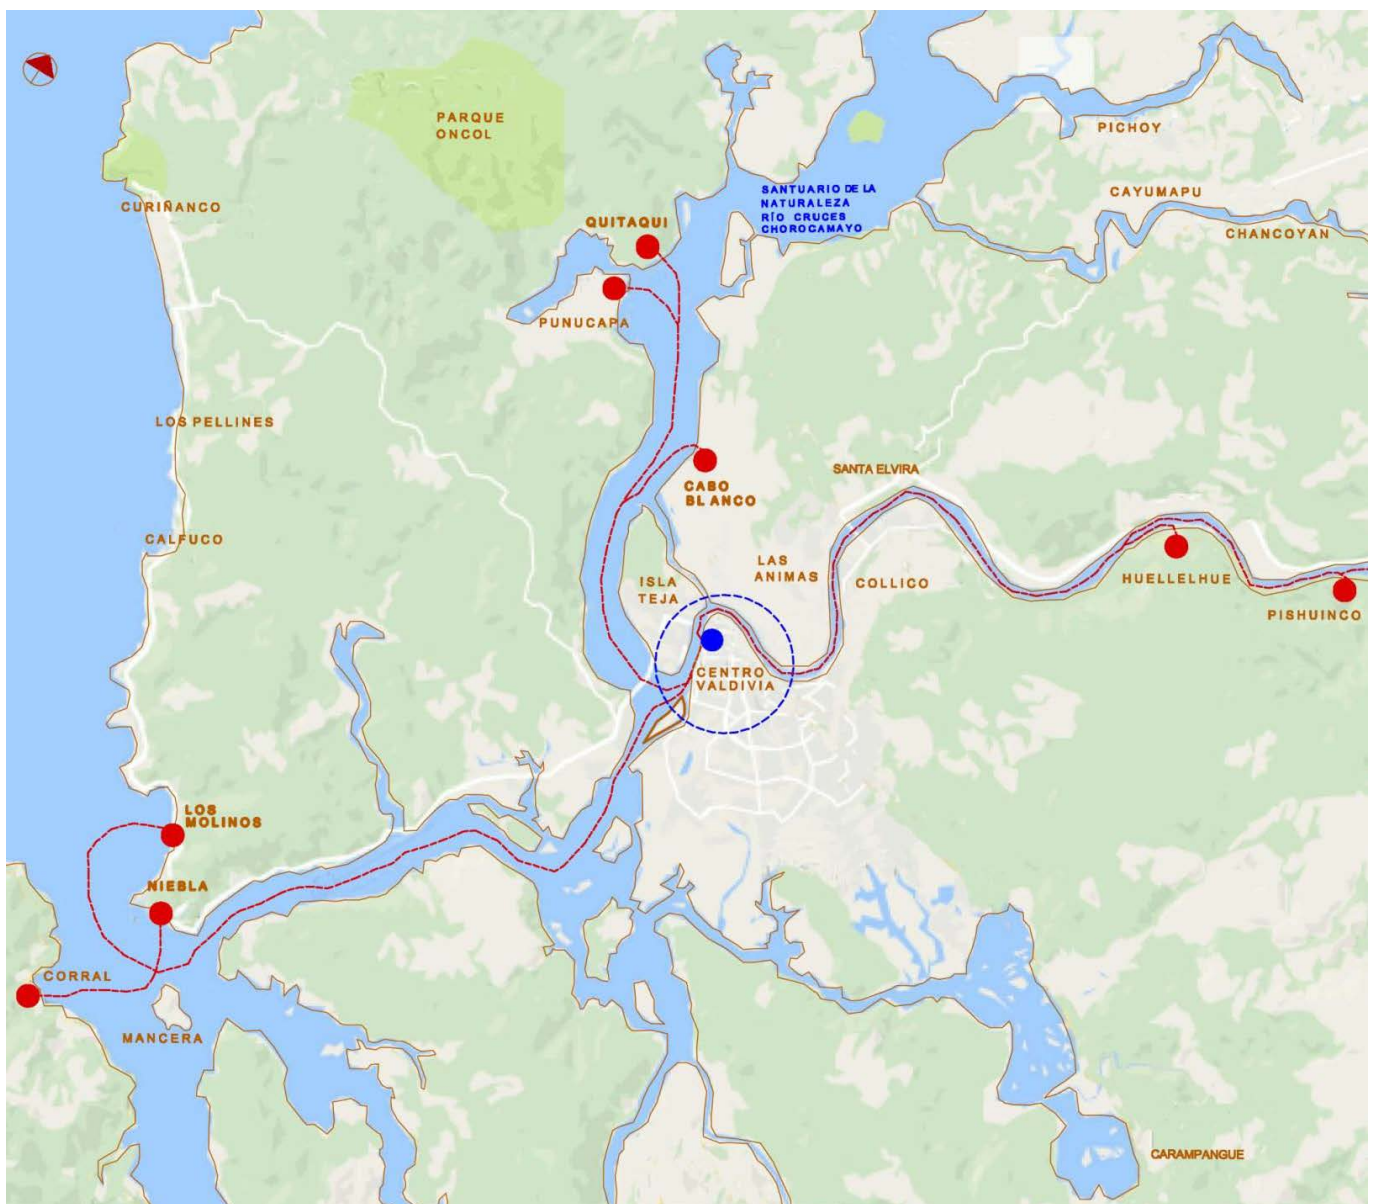 PARQUE
ONCOL
PICHOY
CURIÑANCO
QUITAQUI
SANTUARIO DE LA
NATURALEZA
RÍO CRUCES
CHOROCAMAYO
CAYUMAPU
CHANCOYAN
PUNUCAPA
LOS PELLINES
CABO
BLANCO
SANTA ELVIRA
CALFUCO
ISLA
TEJA
LAS
ANIMAS
COLLICO
HUELLELHUE
PISHUINCO
CENTRO
VALDIVIA
LOS
MOLINOS
NIEBLA
CORRAL
MANCERA
CARAMPANGUE